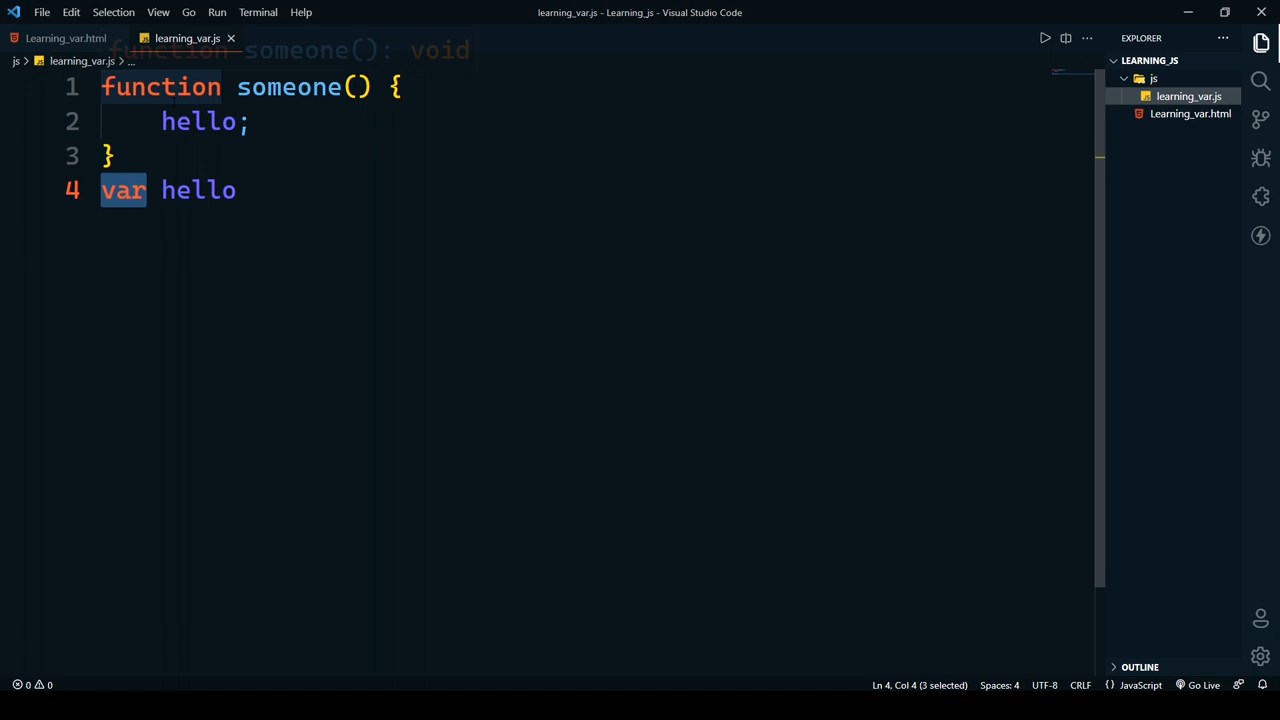 File Edit Selection View Go Run Terminal Help
learning_var.js - Learning_js - Visual Studio Code
Learning_var.html
learning_var.js
function someone(): void
js > learning_var.js > ...
1 function someone() {
2 hello;
3 }
4 var hello
EXPLORER
LEARNING_JS
js
learning_var.js
Learning_var.html
OUTLINE
0 0
Ln 4, Col 4 (3 selected) Spaces: 4 UTF-8 CRLF {} JavaScript Go Live